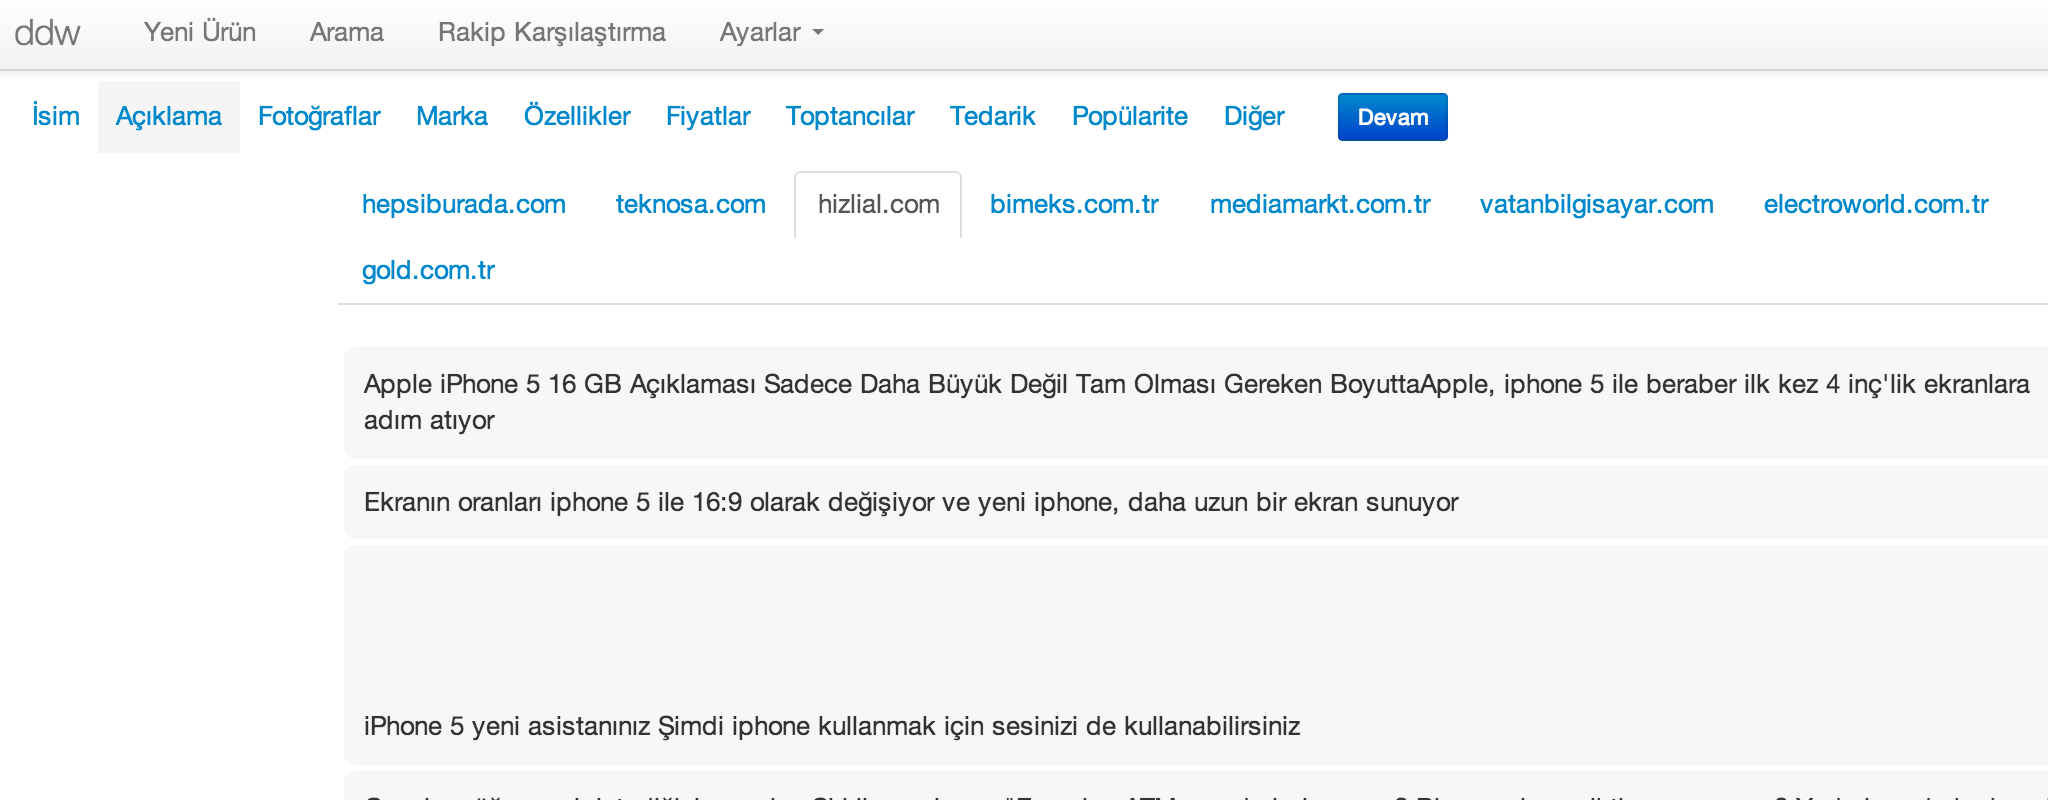 ddw Yeni Ürün Arama Rakip Karşılaştırma Ayarlar
İsim Açıklama Fotoğraflar Marka Özellikler Fiyatlar Toptancılar Tedarik Popülarite Diğer Devam
hepsiburada.com teknosa.com hizlial.com bimeks.com.tr mediamarkt.com.tr vatanbilgisayar.com electroworld.com.tr
gold.com.tr
Apple iPhone 5 16 GB Açıklaması Sadece Daha Büyük Değil Tam Olması Gereken BoyuttaApple, iphone 5 ile beraber ilk kez 4 inç'lik ekranlara
adım atıyor
Ekranın oranları iphone 5 ile 16:9 olarak değişiyor ve yeni iphone, daha uzun bir ekran sunuyor
iPhone 5 yeni asistanınız Şimdi iphone kullanmak için sesinizi de kullanabilirsiniz